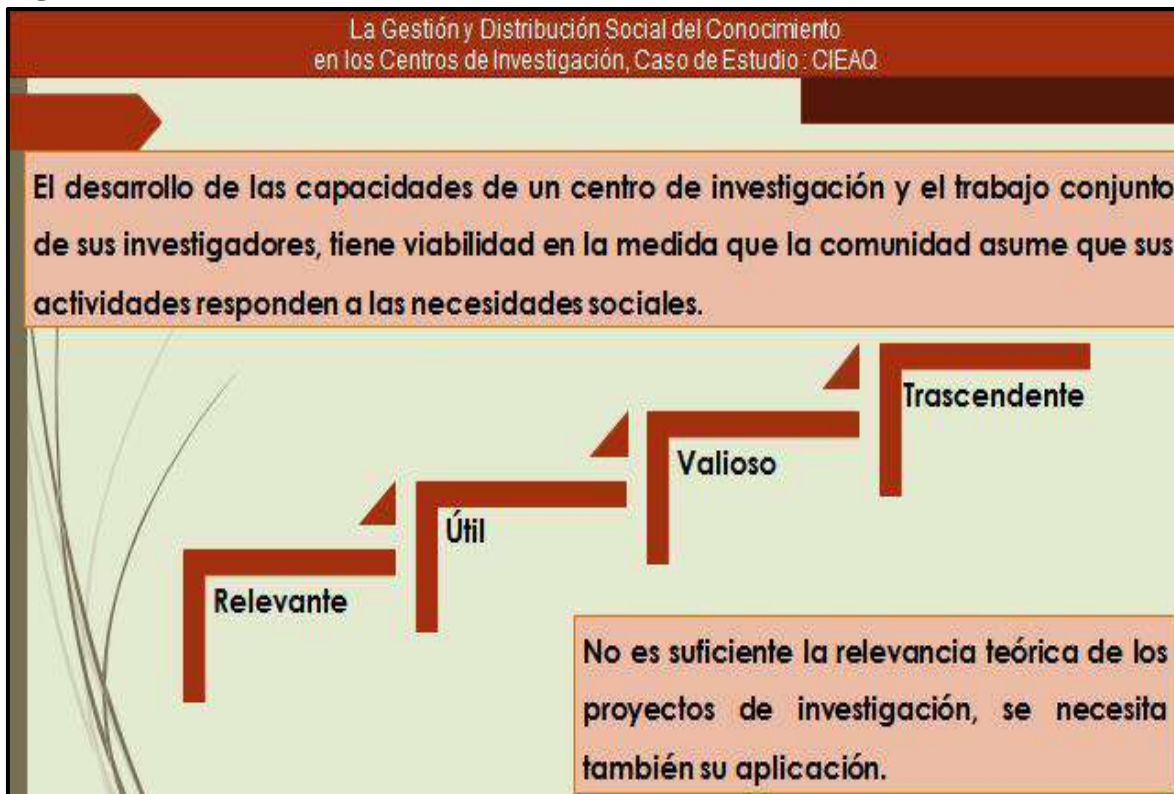 La Gestión y Distribución Social del Conocimiento
en los Centros de Investigación, Caso de Estudio : CIEAQ
El desarrollo de las capacidades de un centro de investigación y el trabajo conjunto
de sus investigadores, tiene viabilidad en la medida que la comunidad asume que sus
actividades responden a las necesidades sociales.
Trascendente
Valioso
Útil
Relevante
No es suficiente la relevancia teórica de los
proyectos de investigación, se necesita
también su aplicación.